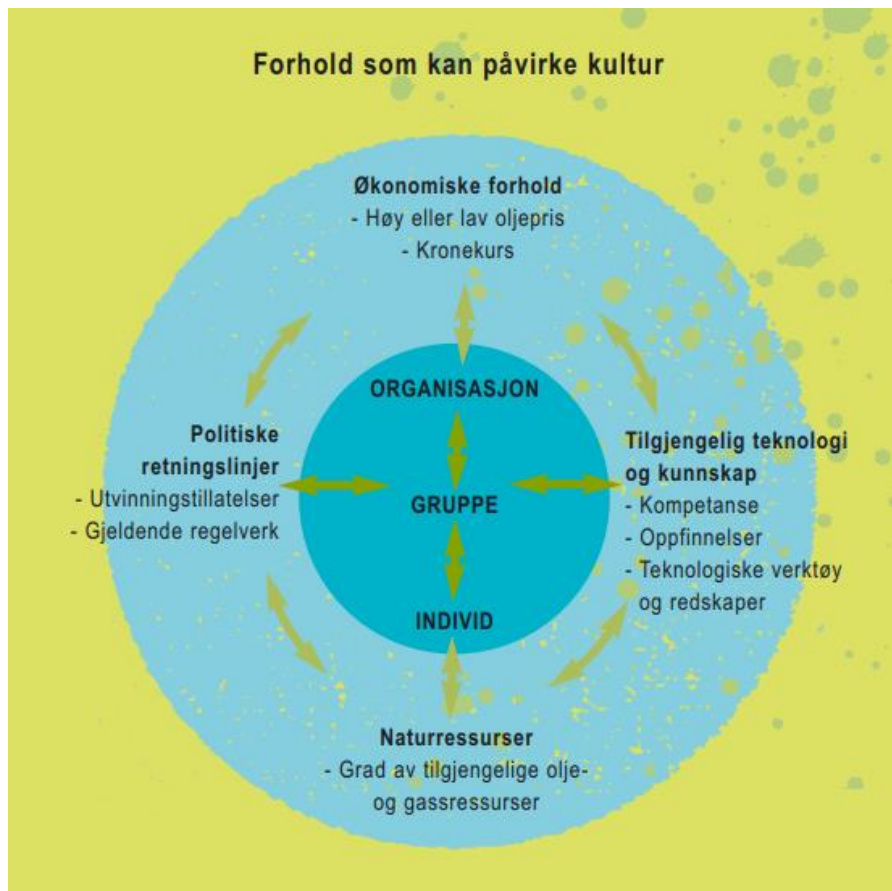 Forhold som kan påvirke kultur
Økonomiske forhold
- Høy eller lav oljepris
- Kronekurs
ORGANISASJON
Politiske
retningslinjer
- Utvinningstillatelser
- Gjeldende regelverk
GRUPPE
Tilgjengelig teknologi
og kunnskap
- Kompetanse
- Oppfinnelser
- Teknologiske verktøy
og redskaper
INDIVID
Naturressurser
- Grad av tilgjengelige olje-
og gassressurser